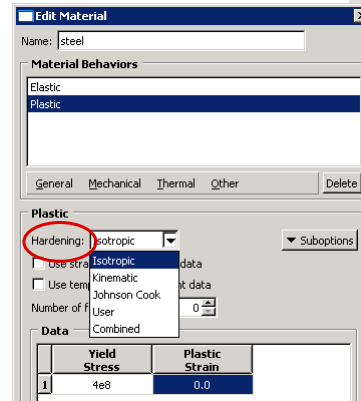 Edit Material
Name: steel
Material Behaviors
Elastic
Plastic
General Mechanical Thermal Other Delete
Plastic
Hardening: Isotropic Suboptions
Use stra data
Isotropic
Kinematic
Use temp nt data
Johnson Cook
Number of f 0
User
Combined
Data
Yield Stress Plastic Strain
1 4e8 0.0